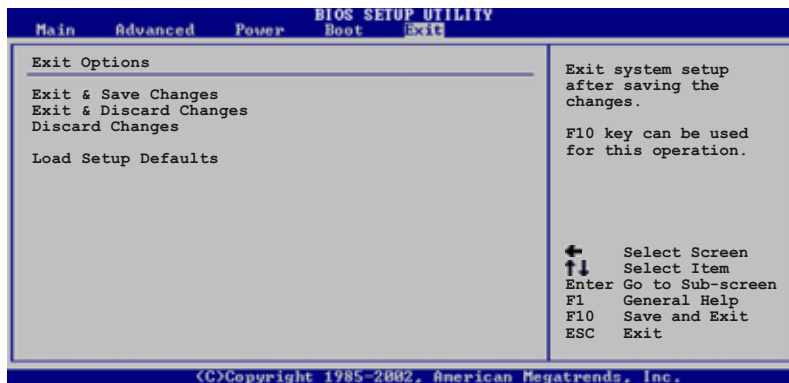 BIOS SETUP UTILITY
Main Advanced Power Boot Exit
Exit Options
Exit & Save Changes
Exit & Discard Changes
Discard Changes
Load Setup Defaults
Exit system setup
after saving the
changes.
F10 key can be used
for this operation.
← Select Screen
↑↓ Select Item
Enter Go to Sub-screen
F1 General Help
F10 Save and Exit
ESC Exit
(C)Copyright 1985-2002, American Megatrends, Inc.